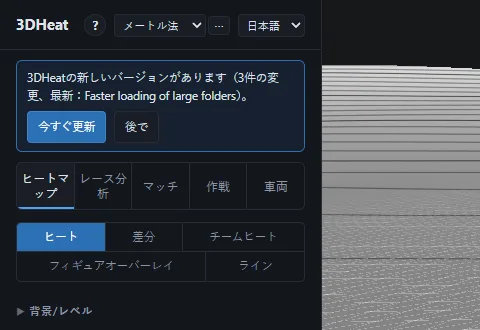 3DHeat ? メートル法 ... 日本語
3DHeatの新しいバージョンがあります（3件の変
更、最新：Faster loading of large folders）。
今すぐ更新 後で
ヒートマ
ップ
レース分
析
マッチ 作戦 車両
ヒート 差分 チームヒート
フィギュアオーバーレイ ライン
▶ 背景/レベル